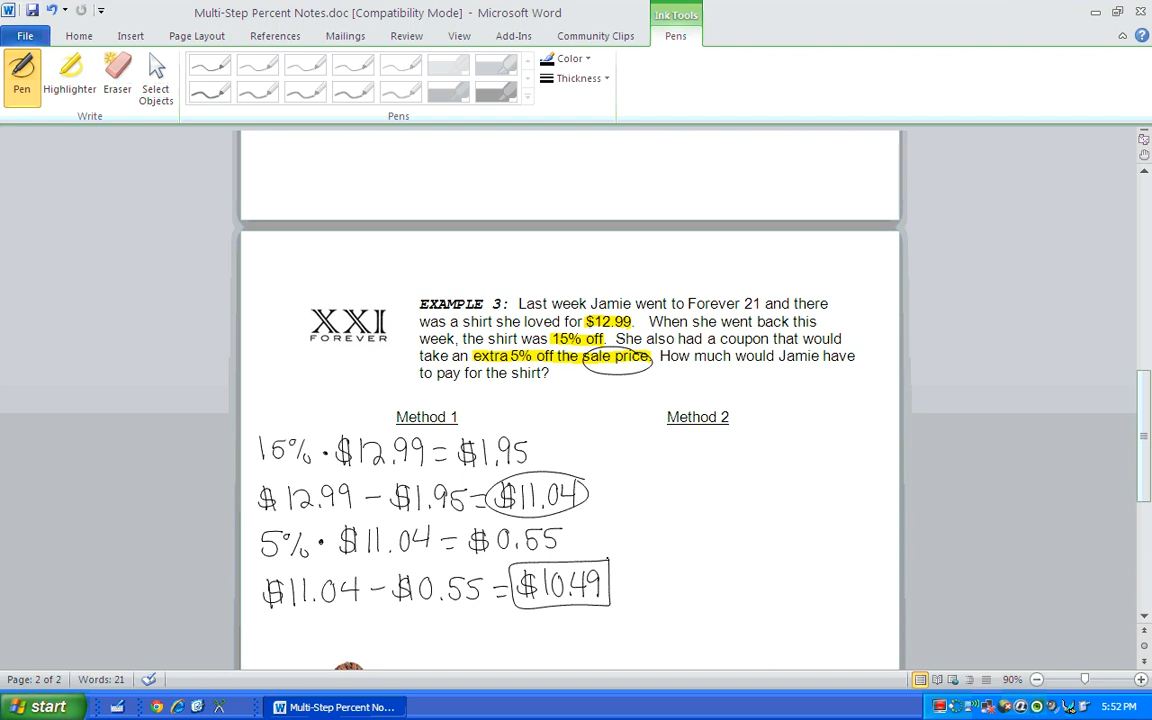 Multi-Step Percent Notes.doc [Compatibility Mode] - Microsoft Word
Ink Tools
File Home Insert Page Layout References Mailings Review View Add-Ins Community Clips Pens
Pen
Highlighter
Eraser
Select Objects
Color
Thickness
Write
Pens
XXI
FOREVER
EXAMPLE 3: Last week Jamie went to Forever 21 and there
was a shirt she loved for $12.99. When she went back this
week, the shirt was 15% off. She also had a coupon that would
take an extra 5% off the sale price. How much would Jamie have
to pay for the shirt?
Method 1
Method 2
15% • $12.99 = $1.95
$12.99 - $1.95 = $11.04
5% • $11.04 = $0.55
$11.04 - $0.55 = $10.49
Page: 2 of 2 Words: 21
90%
start
Multi-Step Percent No...
5:52 PM